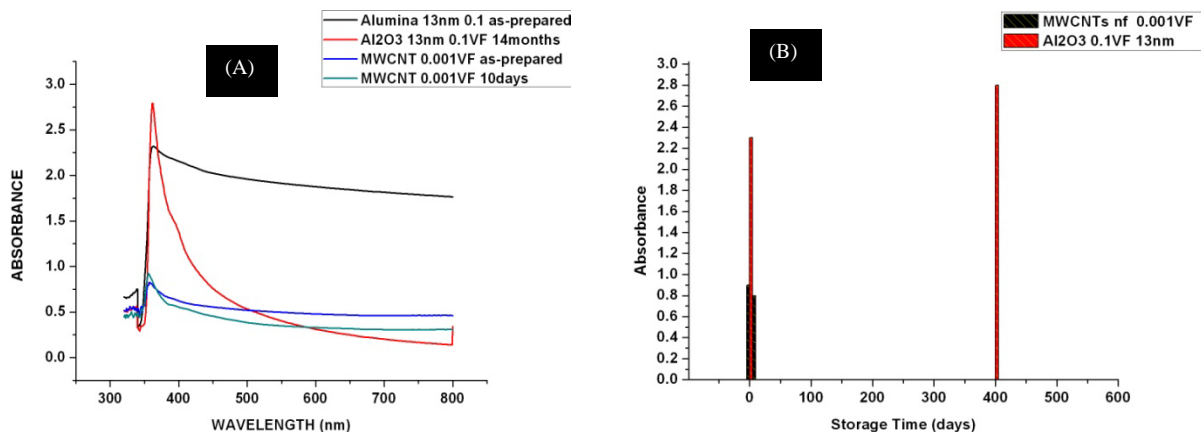 (A)
Alumina 13nm 0.1 as-prepared
Al2O3 13nm 0.1VF 14months
MWCNT 0.001VF as-prepared
MWCNT 0.001VF 10days
ABSORBANCE
3.0
2.5
2.0
1.5
1.0
0.5
0.0
300 400 500 600 700 800
WAVELENGTH (nm)
(B)
MWCNTs nf 0.001VF
Al2O3 0.1VF 13nm
Absorbance
3.0
2.8
2.6
2.4
2.2
2.0
1.8
1.6
1.4
1.2
1.0
0.8
0.6
0.4
0.2
0.0
0 100 200 300 400 500 600
Storage Time (days)